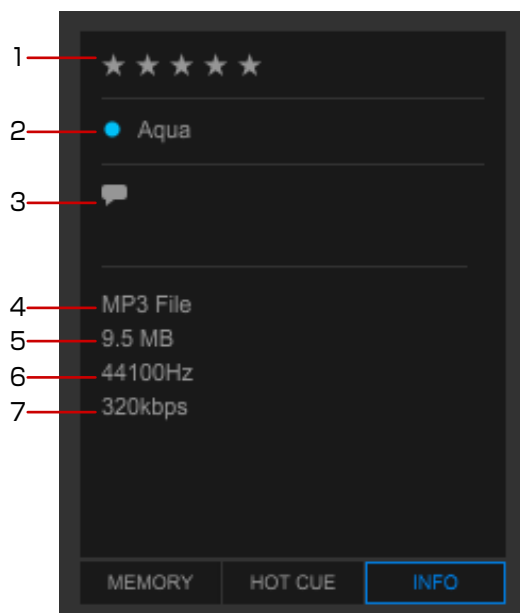 1
2 Aqua
3
4 MP3 File
5 9.5 MB
6 44100Hz
7 320kbps
MEMORY HOT CUE INFO